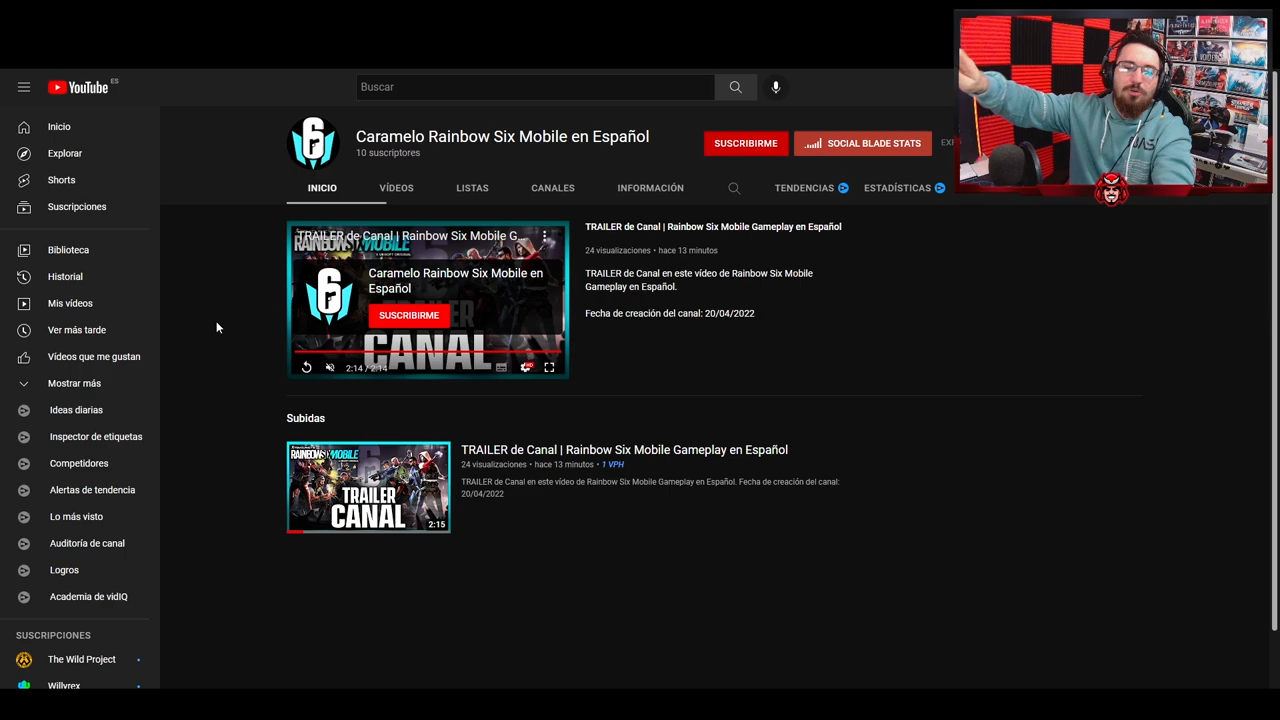 YouTube ES
Buscar
Inicio
Explorar
Shorts
Suscripciones
Biblioteca
Historial
Mis vídeos
Ver más tarde
Vídeos que me gustan
Mostrar más
Ideas diarias
Inspector de etiquetas
Competidores
Alertas de tendencia
Lo más visto
Auditoría de canal
Logros
Academia de vidIQ
SUSCRIPCIONES
The Wild Project
Willyrex
Caramelo Rainbow Six Mobile en Español
10 suscriptores
SUSCRIBIRME
SOCIAL BLADE STATS
INICIO
VÍDEOS
LISTAS
CANALES
INFORMACIÓN
TENDENCIAS
ESTADÍSTICAS
TRAILER de Canal | Rainbow Six Mobile G...
Caramelo Rainbow Six Mobile en
Español
SUSCRIBIRME
CANAL
2:14 / 2:14
HD
TRAILER de Canal | Rainbow Six Mobile Gameplay en Español
24 visualizaciones • hace 13 minutos
TRAILER de Canal en este vídeo de Rainbow Six Mobile
Gameplay en Español.
Fecha de creación del canal: 20/04/2022
Subidas
RAINBOW SIX MOBILE
TRAILER
CANAL
2:15
TRAILER de Canal | Rainbow Six Mobile Gameplay en Español
24 visualizaciones • hace 13 minutos • 1 VPH
TRAILER de Canal en este vídeo de Rainbow Six Mobile Gameplay en Español. Fecha de creación del canal:
20/04/2022